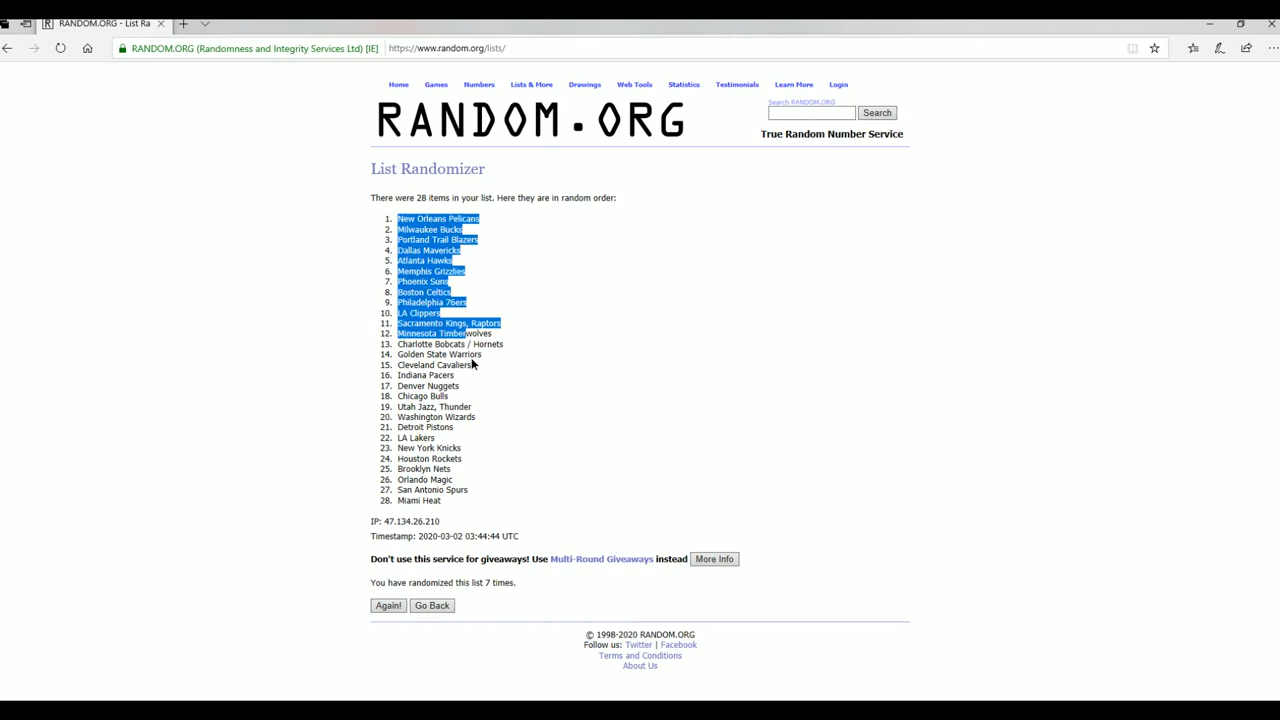 RANDOM.ORG - List Ra
RANDOM.ORG (Randomness and Integrity Services Ltd) [IE] https://www.random.org/lists/
Home Games Numbers Lists & More Drawings Web Tools Statistics Testimonials Learn More Login
RANDOM.ORG
Search RANDOM.ORG
Search
True Random Number Service
List Randomizer
There were 28 items in your list. Here they are in random order:
1. New Orleans Pelicans
2. Milwaukee Bucks
3. Portland Trail Blazers
4. Dallas Mavericks
5. Atlanta Hawks
6. Memphis Grizzlies
7. Phoenix Suns
8. Boston Celtics
9. Philadelphia 76ers
10. LA Clippers
11. Sacramento Kings, Raptors
12. Minnesota Timberwolves
13. Charlotte Bobcats / Hornets
14. Golden State Warriors
15. Cleveland Cavaliers
16. Indiana Pacers
17. Denver Nuggets
18. Chicago Bulls
19. Utah Jazz, Thunder
20. Washington Wizards
21. Detroit Pistons
22. LA Lakers
23. New York Knicks
24. Houston Rockets
25. Brooklyn Nets
26. Orlando Magic
27. San Antonio Spurs
28. Miami Heat
IP: 47.134.26.210
Timestamp: 2020-03-02 03:44:44 UTC
Don't use this service for giveaways! Use Multi-Round Giveaways instead More Info
You have randomized this list 7 times.
Again! Go Back
© 1998-2020 RANDOM.ORG
Follow us: Twitter | Facebook
Terms and Conditions
About Us